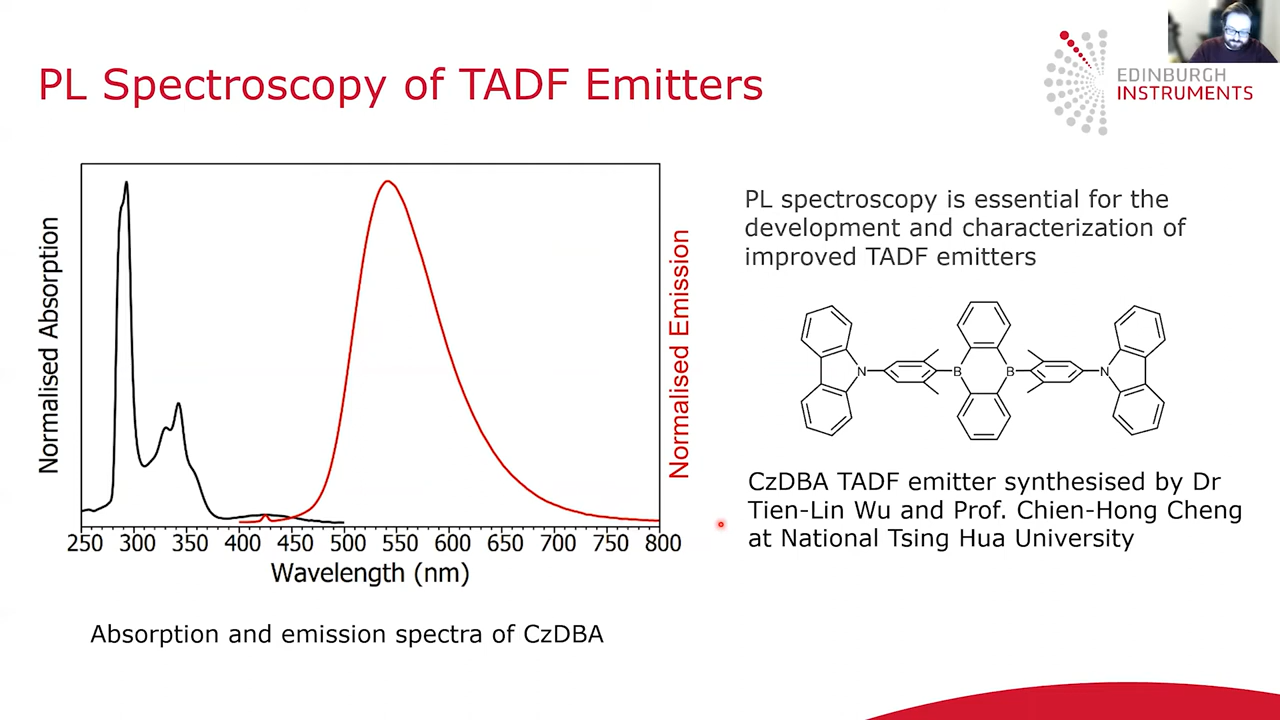 PL Spectroscopy of TADF Emitters
EDINBURGH
INSTRUMENTS
Normalised Absorption
Normalised Emission
250 300 350 400 450 500 550 600 650 700 750 800
Wavelength (nm)
Absorption and emission spectra of CzDBA
PL spectroscopy is essential for the
development and characterization of
improved TADF emitters
N B B N
CzDBA TADF emitter synthesised by Dr
Tien-Lin Wu and Prof. Chien-Hong Cheng
at National Tsing Hua University